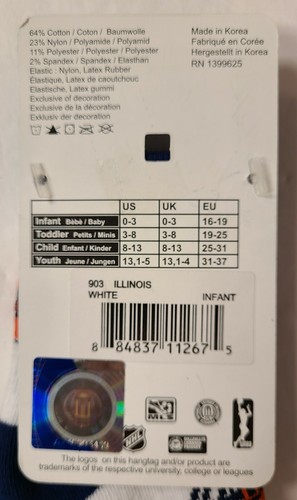 64% Cotton / Coton / Baumwolle
23% Nylon / Polyamide / Polyamid
11% Polyester / Polyester / Polyester
2% Spandex / Spandex / Elasthan
Elastic : Nylon, Latex Rubber
Élastique, Latex de caoutchouc
Elastische, Latex gummi
Exclusive of decoration
Exclusive de la décoration
Exklusiv der decoration
Made in Korea
Fabriqué en Corée
Hergestellt in Korea
RN 1399625
US UK EU
Infant Bébé / Baby 0-3 0-3 16-19
Toddler Petits / Minis 3-8 3-8 19-25
Child Enfant / Kinder 8-13 8-13 25-31
Youth Jeune / Jungen 13,1-5 13,1-4 31-37
903 ILLINOIS
WHITE INFANT
8 84837 11267 5
MLS
NHL
The logos on this hangtag and/or product are
trademarks of the respective university, college or leagues